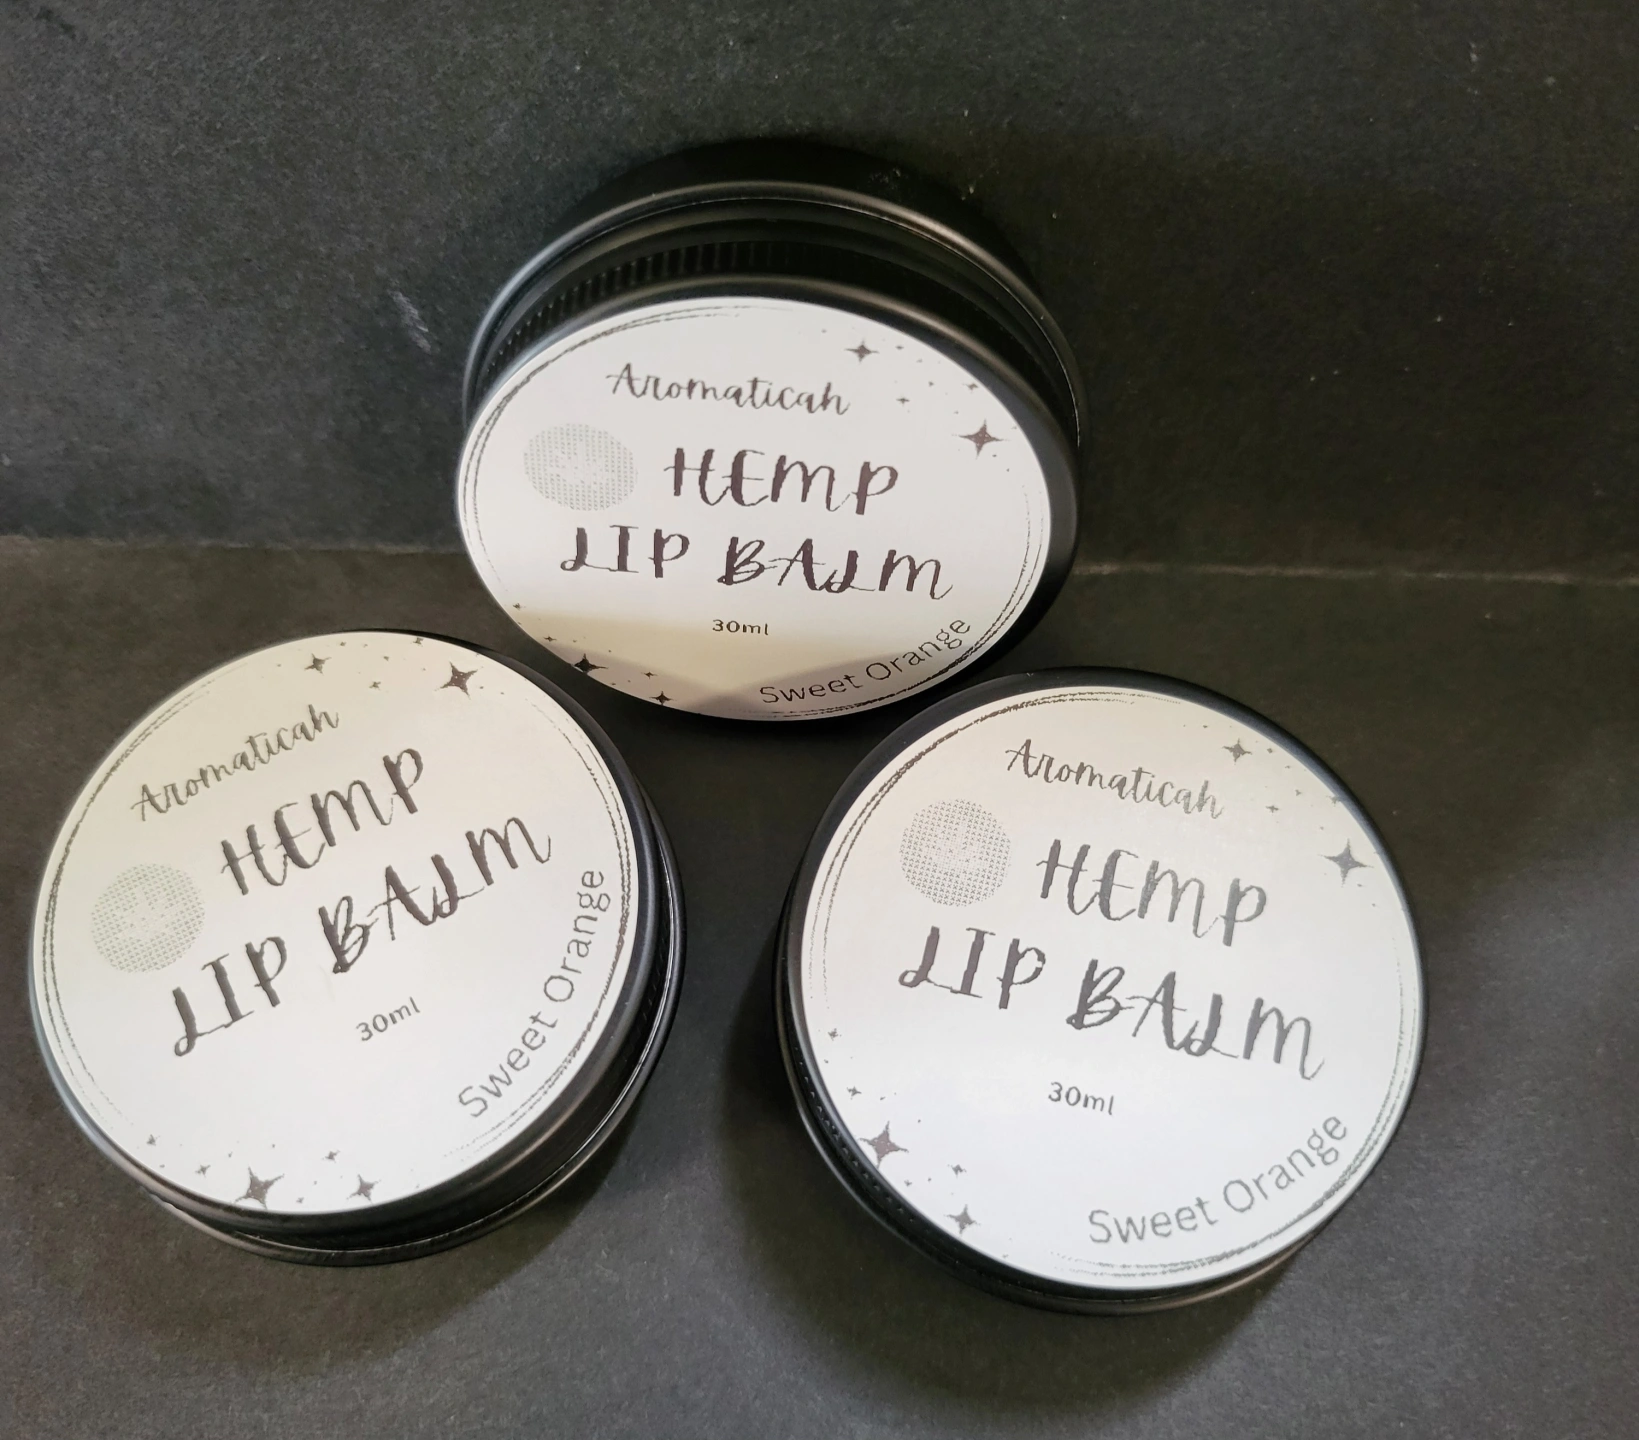 Aromaticah
HEMP
LIP BALM
30ml
Sweet Orange
Aromaticah
HEMP
LIP BALM
30ml
Sweet Orange
Aromaticah
HEMP
LIP BALM
30ml
Sweet Orange